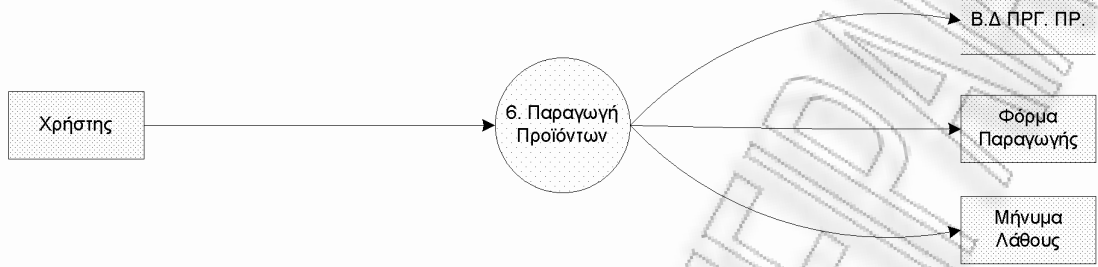 Χρήστης
6. Παραγωγή
Προϊόντων
Β.Δ ΠΡΓ. ΠΡ.
Φόρμα
Παραγωγής
Μήνυμα
Λάθους